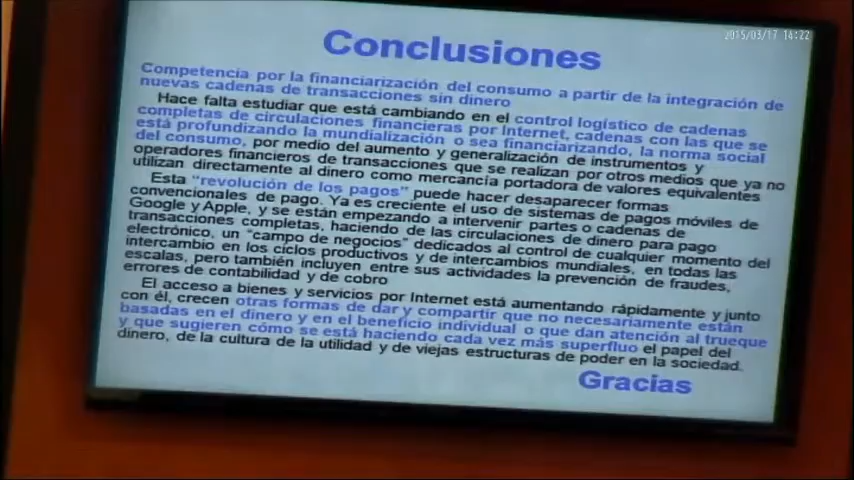 2015/03/17 14:22
Conclusiones
Competencia por la financiarización del consumo a partir de la integración de
nuevas cadenas de transacciones sin dinero
Hace falta estudiar que está cambiando en el control logístico de cadenas
completas de circulaciones financieras por Internet, cadenas con las que se
está profundizando la mundialización o sea financiarizando, la norma social
del consumo, por medio del aumento y generalización de instrumentos y
operadores financieros de transacciones que se realizan por otros medios que ya no
utilizan directamente al dinero como mercancía portadora de valores equivalentes
Esta "revolución de los pagos" puede hacer desaparecer formas
convencionales de pago. Ya es creciente el uso de sistemas de pagos móviles de
Google y Apple, y se están empezando a intervenir partes o cadenas de
transacciones completas, haciendo de las circulaciones de dinero para pago
electrónico, un "campo de negocios" dedicados al control de cualquier momento del
intercambio en los ciclos productivos y de intercambios mundiales, en todas las
escalas, pero también incluyen entre sus actividades la prevención de fraudes,
errores de contabilidad y de cobro
El acceso a bienes y servicios por Internet está aumentando rápidamente y junto
con él, crecen otras formas de dar y compartir que no necesariamente están
basadas en el dinero y en el beneficio individual o que dan atención al trueque
y que sugieren cómo se está haciendo cada vez más superfluo el papel del
dinero, de la cultura de la utilidad y de viejas estructuras de poder en la sociedad.
Gracias